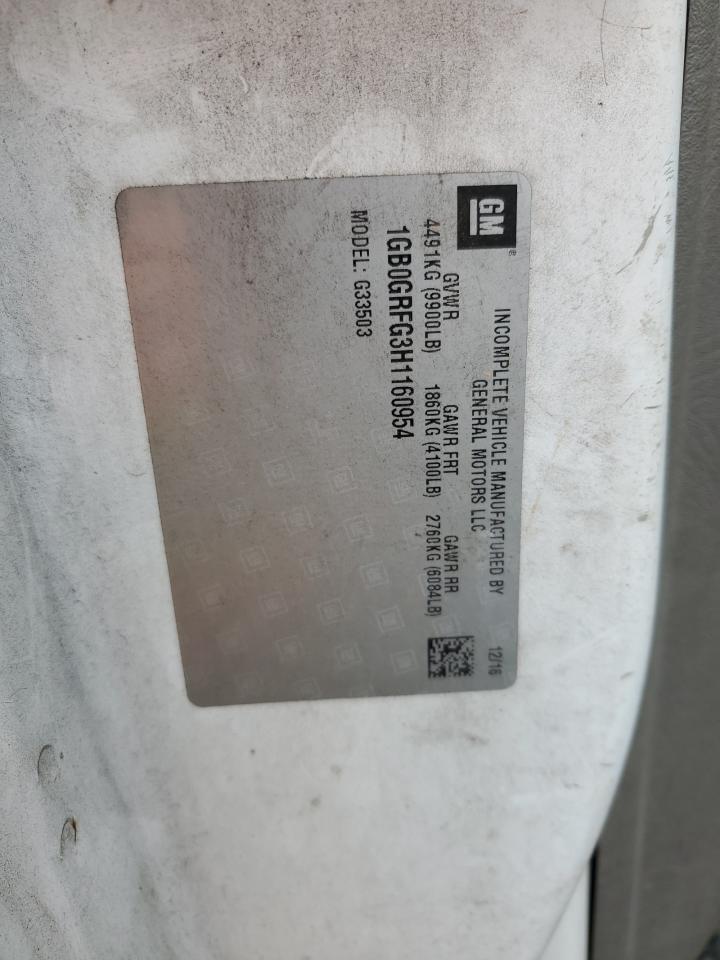 GM ®
INCOMPLETE VEHICLE MANUFACTURED BY
GENERAL MOTORS LLC
12/16
GVWR GAWR FRT GAWR RR
4491KG (9900LB) 1860KG (4100LB) 2760KG (6084LB)
1GB0GRFG3H1160954
MODEL: G33503